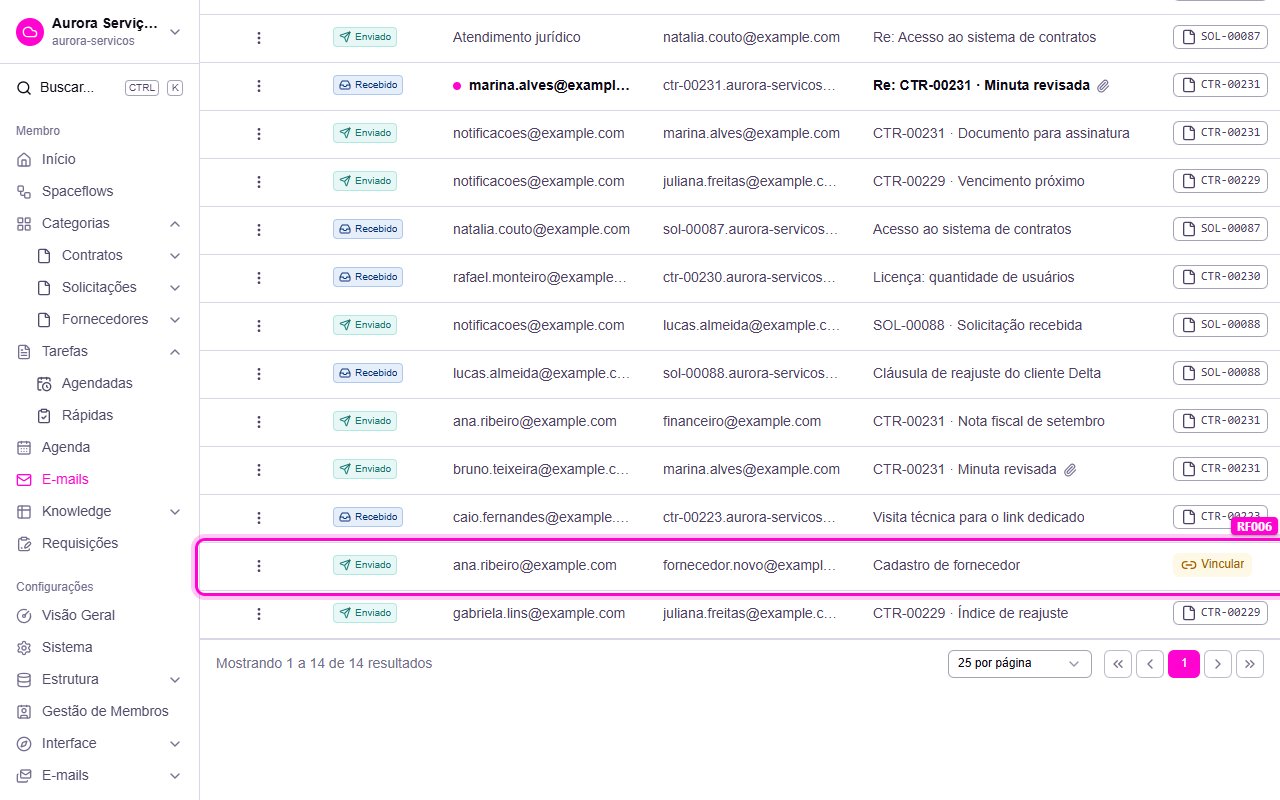 Aurora Serviç...
aurora-servicos
Buscar... CTRL K
Membro
Início
Spaceflows
Categorias
Contratos
Solicitações
Fornecedores
Tarefas
Agendadas
Rápidas
Agenda
E-mails
Knowledge
Requisições
Configurações
Visão Geral
Sistema
Estrutura
Gestão de Membros
Interface
E-mails
Enviado Atendimento jurídico natalia.couto@example.com Re: Acesso ao sistema de contratos SOL-00087
Recebido marina.alves@exampl... ctr-00231.aurora-servicos... Re: CTR-00231 · Minuta revisada CTR-00231
Enviado notificacoes@example.com marina.alves@example.com CTR-00231 · Documento para assinatura CTR-00231
Enviado notificacoes@example.com juliana.freitas@example.c... CTR-00229 · Vencimento próximo CTR-00229
Recebido natalia.couto@example.com sol-00087.aurora-servicos... Acesso ao sistema de contratos SOL-00087
Recebido rafael.monteiro@example... ctr-00230.aurora-servicos... Licença: quantidade de usuários CTR-00230
Enviado notificacoes@example.com lucas.almeida@example.c... SOL-00088 · Solicitação recebida SOL-00088
Recebido lucas.almeida@example.c... sol-00088.aurora-servicos... Cláusula de reajuste do cliente Delta SOL-00088
Enviado ana.ribeiro@example.com financeiro@example.com CTR-00231 · Nota fiscal de setembro CTR-00231
Enviado bruno.teixeira@example.c... marina.alves@example.com CTR-00231 · Minuta revisada CTR-00231
Recebido caio.fernandes@example.... ctr-00223.aurora-servicos... Visita técnica para o link dedicado CTR-00223
RF006
Enviado ana.ribeiro@example.com fornecedor.novo@exampl... Cadastro de fornecedor Vincular
Enviado gabriela.lins@example.com juliana.freitas@example.c... CTR-00229 · Índice de reajuste CTR-00229
Mostrando 1 a 14 de 14 resultados 25 por página 1